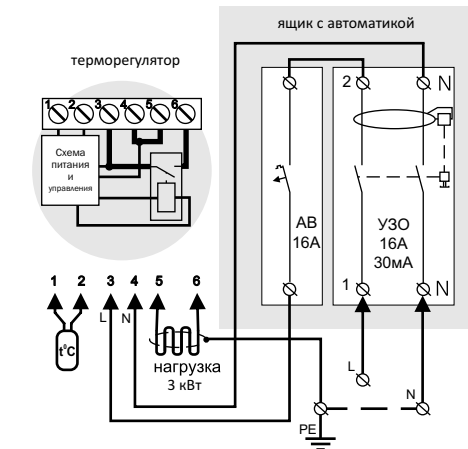 ящик с автоматикой
терморегулятор
1 2 3 4 5 6
Схема
питания
и
управления
2 N
АВ
16А
УЗО
16А
30мА
1 N
1 2 3 4 5 6
L N
t°C
нагрузка
3 кВт
L
N
PE